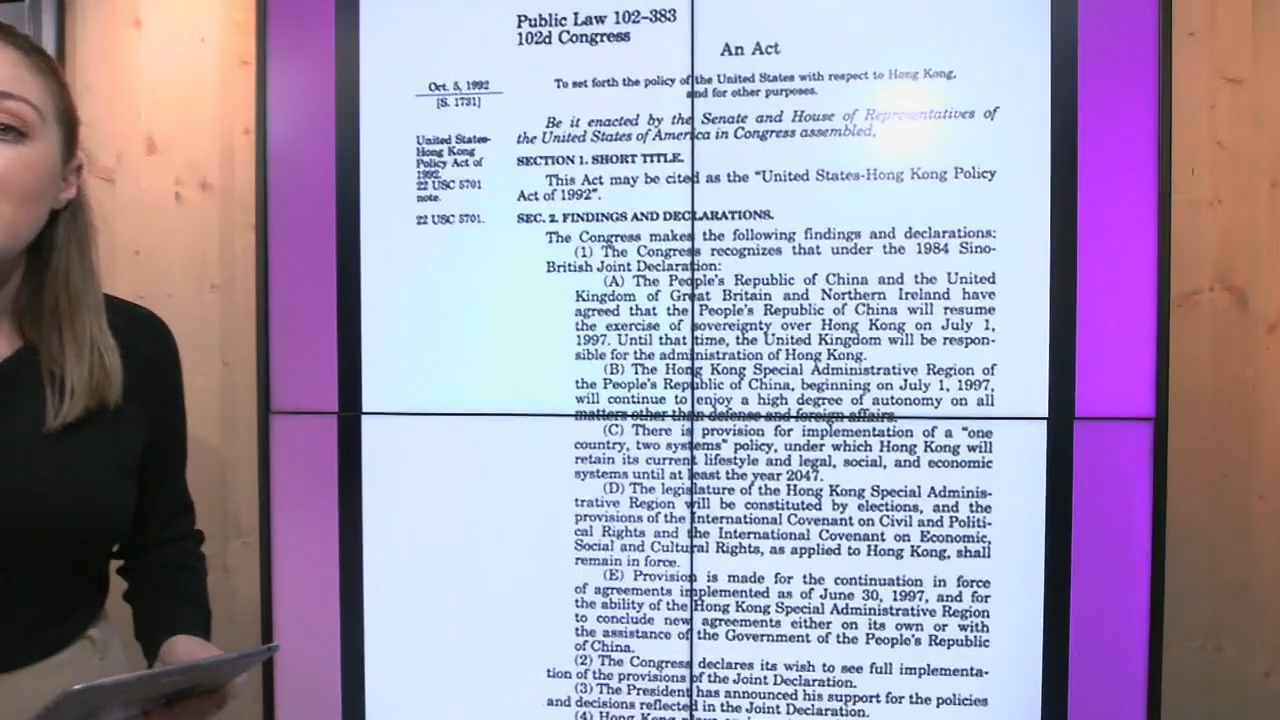 Public Law 102–383
102d Congress
An Act
Oct. 5, 1992
[S. 1731]
To set forth the policy of the United States with respect to Hong Kong,
and for other purposes.
Be it enacted by the Senate and House of Representatives of
the United States of America in Congress assembled,
United States-
Hong Kong
Policy Act of
1992.
22 USC 5701
note.
SECTION 1. SHORT TITLE.
This Act may be cited as the "United States-Hong Kong Policy
Act of 1992".
22 USC 5701.
SEC. 2. FINDINGS AND DECLARATIONS.
The Congress makes the following findings and declarations:
(1) The Congress recognizes that under the 1984 Sino-
British Joint Declaration:
(A) The People's Republic of China and the United
Kingdom of Great Britain and Northern Ireland have
agreed that the People's Republic of China will resume
the exercise of sovereignty over Hong Kong on July 1,
1997. Until that time, the United Kingdom will be respon-
sible for the administration of Hong Kong.
(B) The Hong Kong Special Administrative Region of
the People's Republic of China, beginning on July 1, 1997,
will continue to enjoy a high degree of autonomy on all
matters other than defense and foreign affairs.
(C) There is provision for implementation of a "one
country, two systems" policy, under which Hong Kong will
retain its current lifestyle and legal, social, and economic
systems until at least the year 2047.
(D) The legislature of the Hong Kong Special Adminis-
trative Region will be constituted by elections, and the
provisions of the International Covenant on Civil and Politi-
cal Rights and the International Covenant on Economic,
Social and Cultural Rights, as applied to Hong Kong, shall
remain in force.
(E) Provision is made for the continuation in force
of agreements implemented as of June 30, 1997, and for
the ability of the Hong Kong Special Administrative Region
to conclude new agreements either on its own or with
the assistance of the Government of the People's Republic
of China.
(2) The Congress declares its wish to see full implementa-
tion of the provisions of the Joint Declaration.
(3) The President has announced his support for the policies
and decisions reflected in the Joint Declaration.
(4) Hong Kong